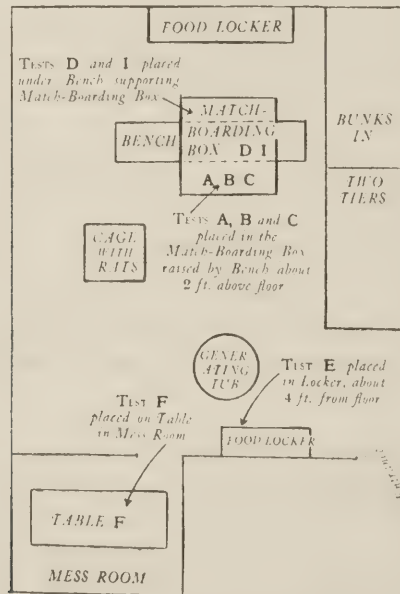 FOOD LOCKER
TESTS D and I placed
under Bench supporting
Match-Boarding Box
MATCH-
BENCH
BOARDING
BOX D I
A, B C
BUNKS
IN
TWO
TIERS
TESTS A, B and C
placed in the
Match-Boarding Box
raised by Bench about
2 ft. above floor
CAGE
WITH
RATS
GENER
ATING
TUB
TEST E placed
in Locker, about
4 ft. from floor
TEST F
placed on Table
in Mess Room
FOOD LOCKER
TABLE F
MESS ROOM